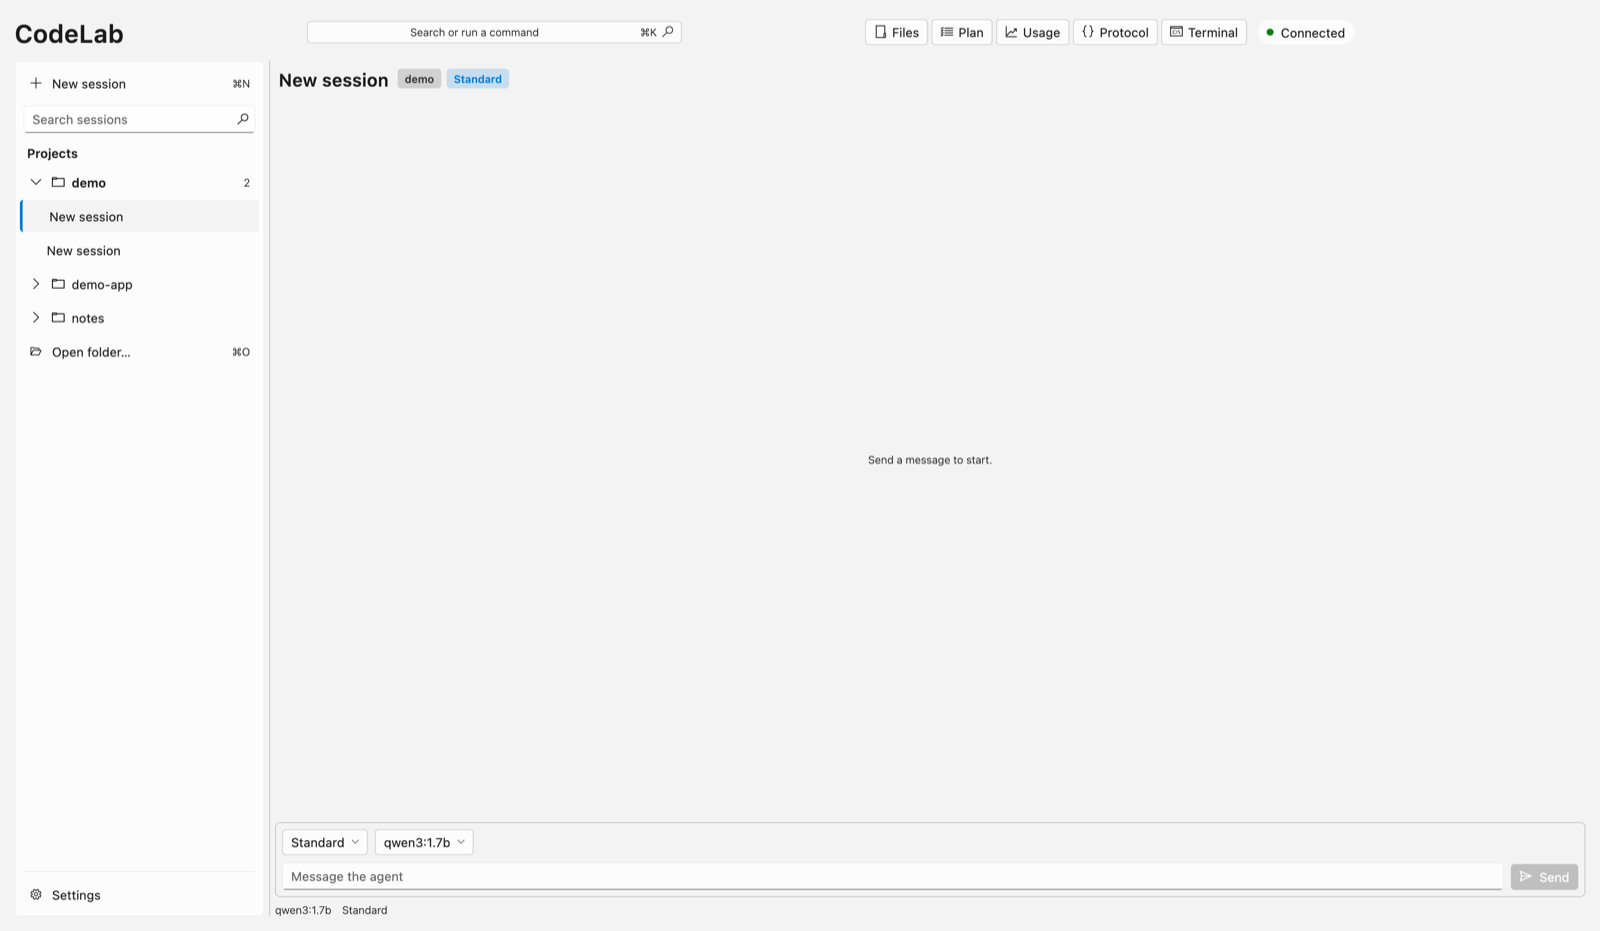 CodeLab
Search or run a command ⌘K
Files
Plan
Usage
Protocol
Terminal
Connected
New session ⌘N
Search sessions
Projects
demo 2
New session
New session
demo-app
notes
Open folder... ⌘O
Settings
New session demo Standard
Send a message to start.
Standard qwen3:1.7b
Message the agent
Send
qwen3:1.7b Standard